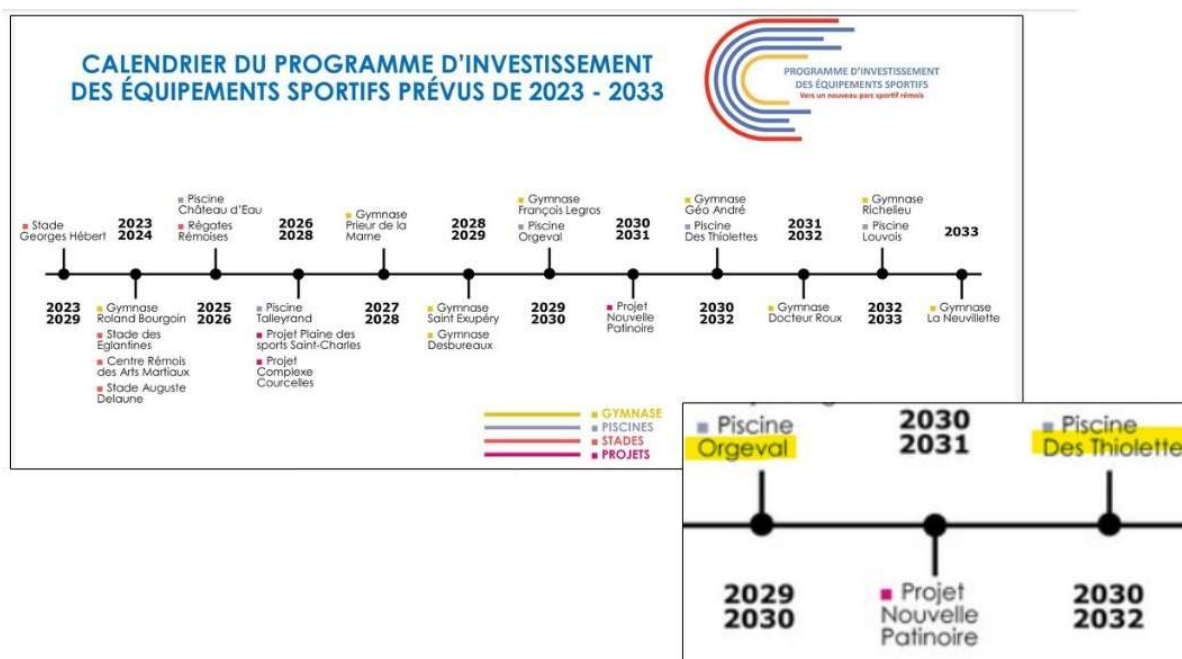 CALENDRIER DU PROGRAMME D'INVESTISSEMENT
DES ÉQUIPEMENTS SPORTIFS PRÉVUS DE 2023 - 2033
PROGRAMME D'INVESTISSEMENT
DES ÉQUIPEMENTS SPORTIFS
Vers un nouveau parc sportif rémois
Stade
Georges Hébert
2023
2029
2023
2024
Gymnase
Roland Bourgoin
Stade des
Eglantines
Centre Rémois
des Arts Martiaux
Stade Auguste
Delaune
Piscine
Château d'Eau
Régates
Rémoises
2025
2026
2026
2028
Piscine
Talleyrand
Projet Plaine des
sports Saint-Charles
Projet
Complexe
Courcelles
Gymnase
Prieur de la
Marne
2027
2028
2028
2029
Gymnase
Saint Exupéry
Gymnase
Desbureaux
Gymnase
François Legros
Piscine
Orgeval
2029
2030
2030
2031
Projet
Nouvelle
Patinoire
Gymnase
Géo André
Piscine
Des Thiolettes
2030
2032
2031
2032
Gymnase
Docteur Roux
Gymnase
Richelieu
Piscine
Louvois
2032
2033
2033
Gymnase
La Neuvillette
GYMNASE
PISCINES
STADES
PROJETS
Piscine
Orgeval
2029
2030
2030
2031
Projet
Nouvelle
Patinoire
Piscine
Des Thiolette
2030
2032